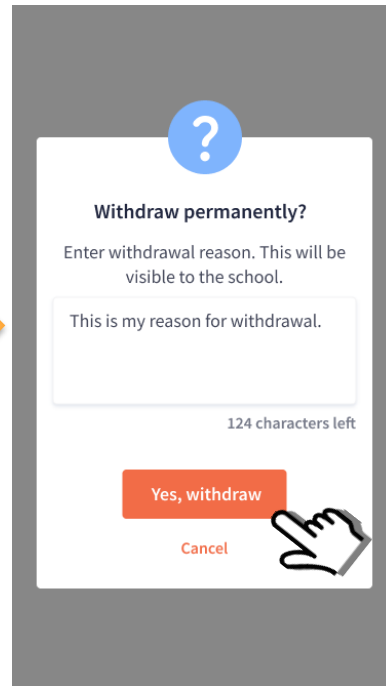 ?
Withdraw permanently?
Enter withdrawal reason. This will be
visible to the school.
This is my reason for withdrawal.
124 characters left
Yes, withdraw
Cancel